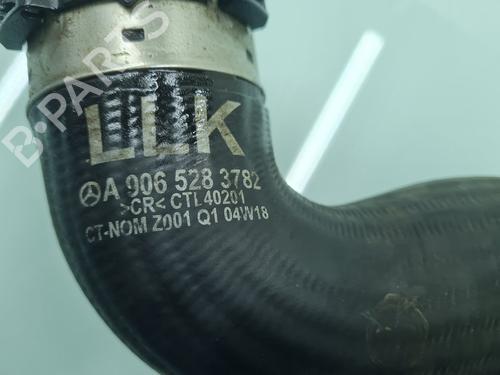 B-PARTS
LLK
A 906 528 3782
>CR< CTL40201
CT-NOM Z001 Q1 04W18